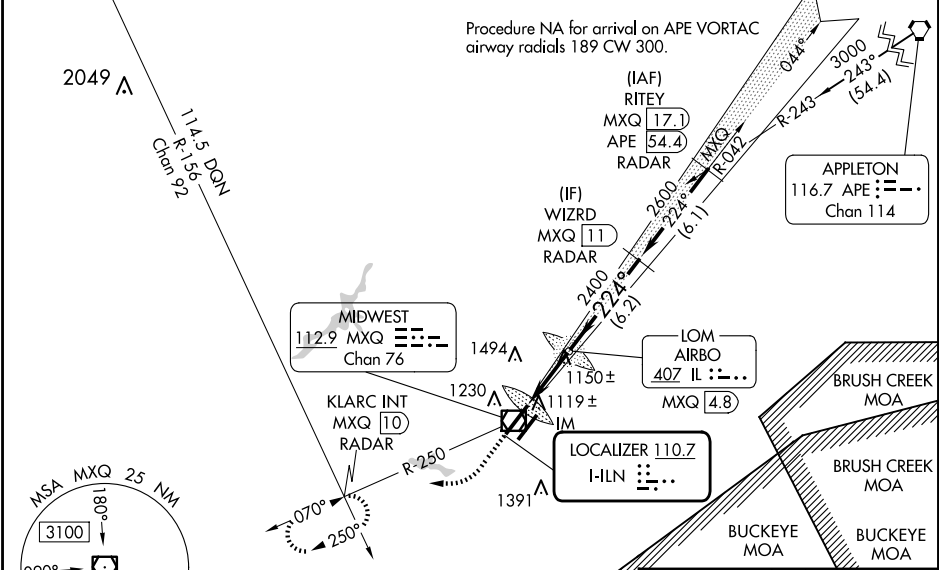 Procedure NA for arrival on APE VORTAC
airway radials 189 CW 300.
2049
114.5 DQN
R-156
Chan 92
(IAF)
RITEY
MXQ 17.1
APE 54.4
RADAR
044°
3000
243°
(54.4)
R-243
MXQ
R-042
APPLETON
116.7 APE
Chan 114
(IF)
WIZRD
MXQ 11
RADAR
2600
224°
(6.1)
2400
224°
(6.2)
MIDWEST
112.9 MXQ
Chan 76
1494
1150±
LOM
AIRBO
407 IL
MXQ 4.8
1230
1119±
IM
KLARC INT
MXQ 10
RADAR
R-250
LOCALIZER 110.7
I-ILN
1391
070°
250°
BRUSH CREEK
MOA
BRUSH CREEK
MOA
BUCKEYE
MOA
BUCKEYE
MOA
MSA MXQ 25 NM
180°
3100
090°